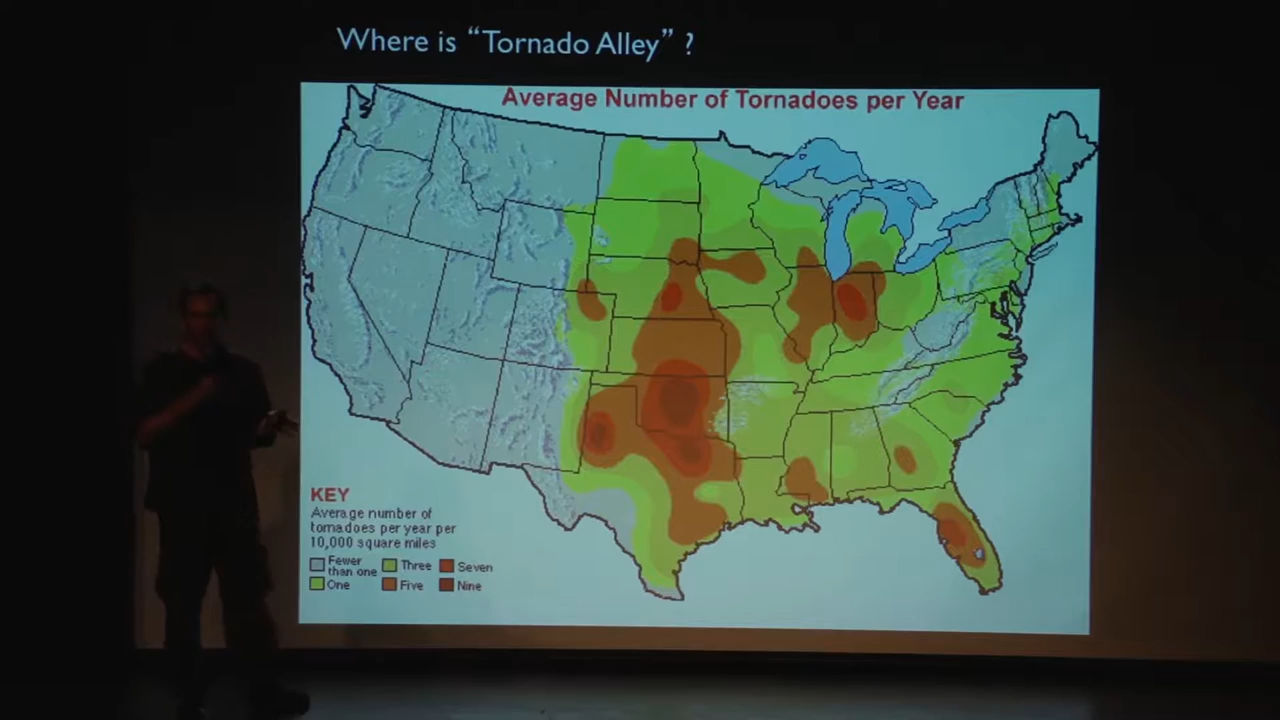 Where is “Tornado Alley” ?
Average Number of Tornadoes per Year
KEY
Average number of
tornadoes per year per
10,000 square miles
Fewer
than one
Three
Seven
One
Five
Nine